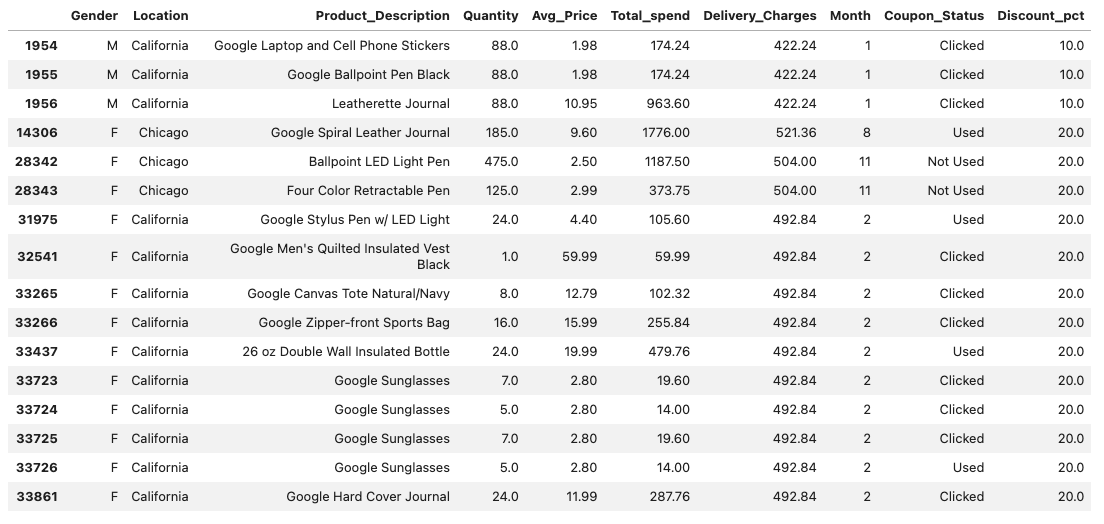 Gender Location Product_Description Quantity Avg_Price Total_spend Delivery_Charges Month Coupon_Status Discount_pct
1954 M California Google Laptop and Cell Phone Stickers 88.0 1.98 174.24 422.24 1 Clicked 10.0
1955 M California Google Ballpoint Pen Black 88.0 1.98 174.24 422.24 1 Clicked 10.0
1956 M California Leatherette Journal 88.0 10.95 963.60 422.24 1 Clicked 10.0
14306 F Chicago Google Spiral Leather Journal 185.0 9.60 1776.00 521.36 8 Used 20.0
28342 F Chicago Ballpoint LED Light Pen 475.0 2.50 1187.50 504.00 11 Not Used 20.0
28343 F Chicago Four Color Retractable Pen 125.0 2.99 373.75 504.00 11 Not Used 20.0
31975 F California Google Stylus Pen w/ LED Light 24.0 4.40 105.60 492.84 2 Used 20.0
32541 F California Google Men's Quilted Insulated Vest
Black 1.0 59.99 59.99 492.84 2 Clicked 20.0
33265 F California Google Canvas Tote Natural/Navy 8.0 12.79 102.32 492.84 2 Clicked 20.0
33266 F California Google Zipper-front Sports Bag 16.0 15.99 255.84 492.84 2 Clicked 20.0
33437 F California 26 oz Double Wall Insulated Bottle 24.0 19.99 479.76 492.84 2 Used 20.0
33723 F California Google Sunglasses 7.0 2.80 19.60 492.84 2 Clicked 20.0
33724 F California Google Sunglasses 5.0 2.80 14.00 492.84 2 Clicked 20.0
33725 F California Google Sunglasses 7.0 2.80 19.60 492.84 2 Clicked 20.0
33726 F California Google Sunglasses 5.0 2.80 14.00 492.84 2 Used 20.0
33861 F California Google Hard Cover Journal 24.0 11.99 287.76 492.84 2 Clicked 20.0